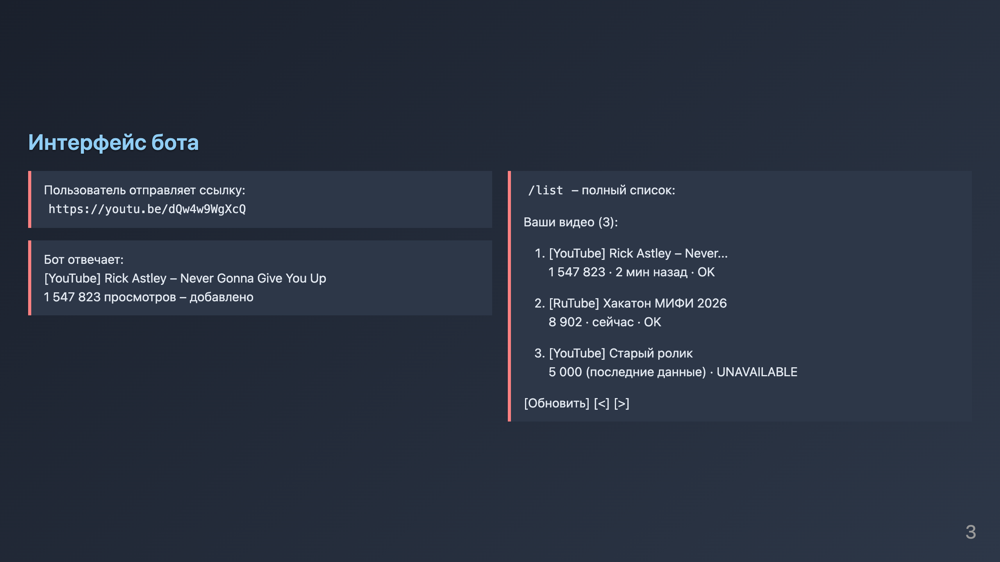 Интерфейс бота
Пользователь отправляет ссылку:
https://youtu.be/dQw4w9WgXcQ
Бот отвечает:
[YouTube] Rick Astley – Never Gonna Give You Up
1 547 823 просмотров – добавлено
/list – полный список:
Ваши видео (3):
1. [YouTube] Rick Astley – Never...
1 547 823 · 2 мин назад · OK
2. [RuTube] Хакатон МИФИ 2026
8 902 · сейчас · OK
3. [YouTube] Старый ролик
5 000 (последние данные) · UNAVAILABLE
[Обновить] [<] [>]
3